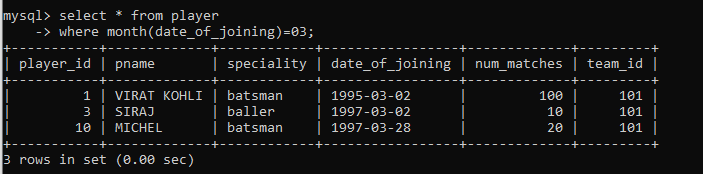 mysql> select * from player
    -> where month(date_of_joining)=03;
+-----------+-------------+------------+-----------------+-------------+---------+
| player_id | pname       | speciality | date_of_joining | num_matches | team_id |
+-----------+-------------+------------+-----------------+-------------+---------+
|         1 | VIRAT KOHLI | batsman    | 1995-03-02      |         100 |     101 |
|         3 | SIRAJ       | baller     | 1997-03-02      |          10 |     101 |
|        10 | MICHEL      | batsman    | 1997-03-28      |          20 |     101 |
+-----------+-------------+------------+-----------------+-------------+---------+
3 rows in set (0.00 sec)